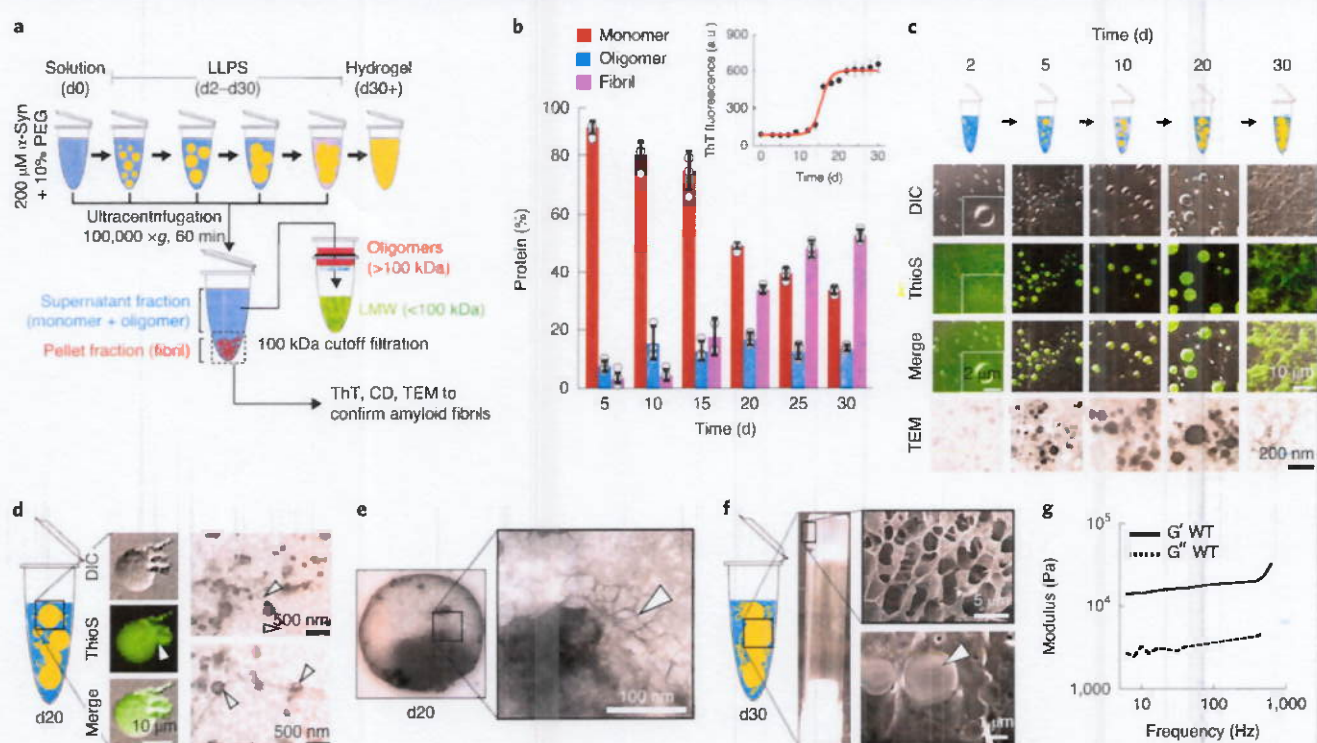 a
Solution
(d0)
LLPS
(d2–d30)
Hydrogel
(d30+)
200 µM α-Syn
+ 10% PEG
Ultracentrifugation
100,000 ×g, 60 min
Oligomers
(>100 kDa)
LMW (<100 kDa)
Supernatant fraction
(monomer + oligomer)
Pellet fraction (fibril)
100 kDa cutoff filtration
ThT, CD, TEM to
confirm amyloid fibrils
b
Monomer
Oligomer
Fibril
Protein (%)
100
80
60
40
20
0
5 10 15 20 25 30
Time (d)
ThT fluorescence (a.u.)
900
600
300
0
0 10 20 30
Time (d)
c
Time (d)
2 5 10 20 30
DIC
ThioS
Merge
2 µm
10 µm
TEM
200 nm
d
d20
DIC
ThioS
Merge
10 µm
500 nm
500 nm
e
d20
100 nm
f
d30
5 µm
1 µm
g
G′ WT
G″ WT
Modulus (Pa)
10⁵
10⁴
1,000
10 100 1,000
Frequency (Hz)